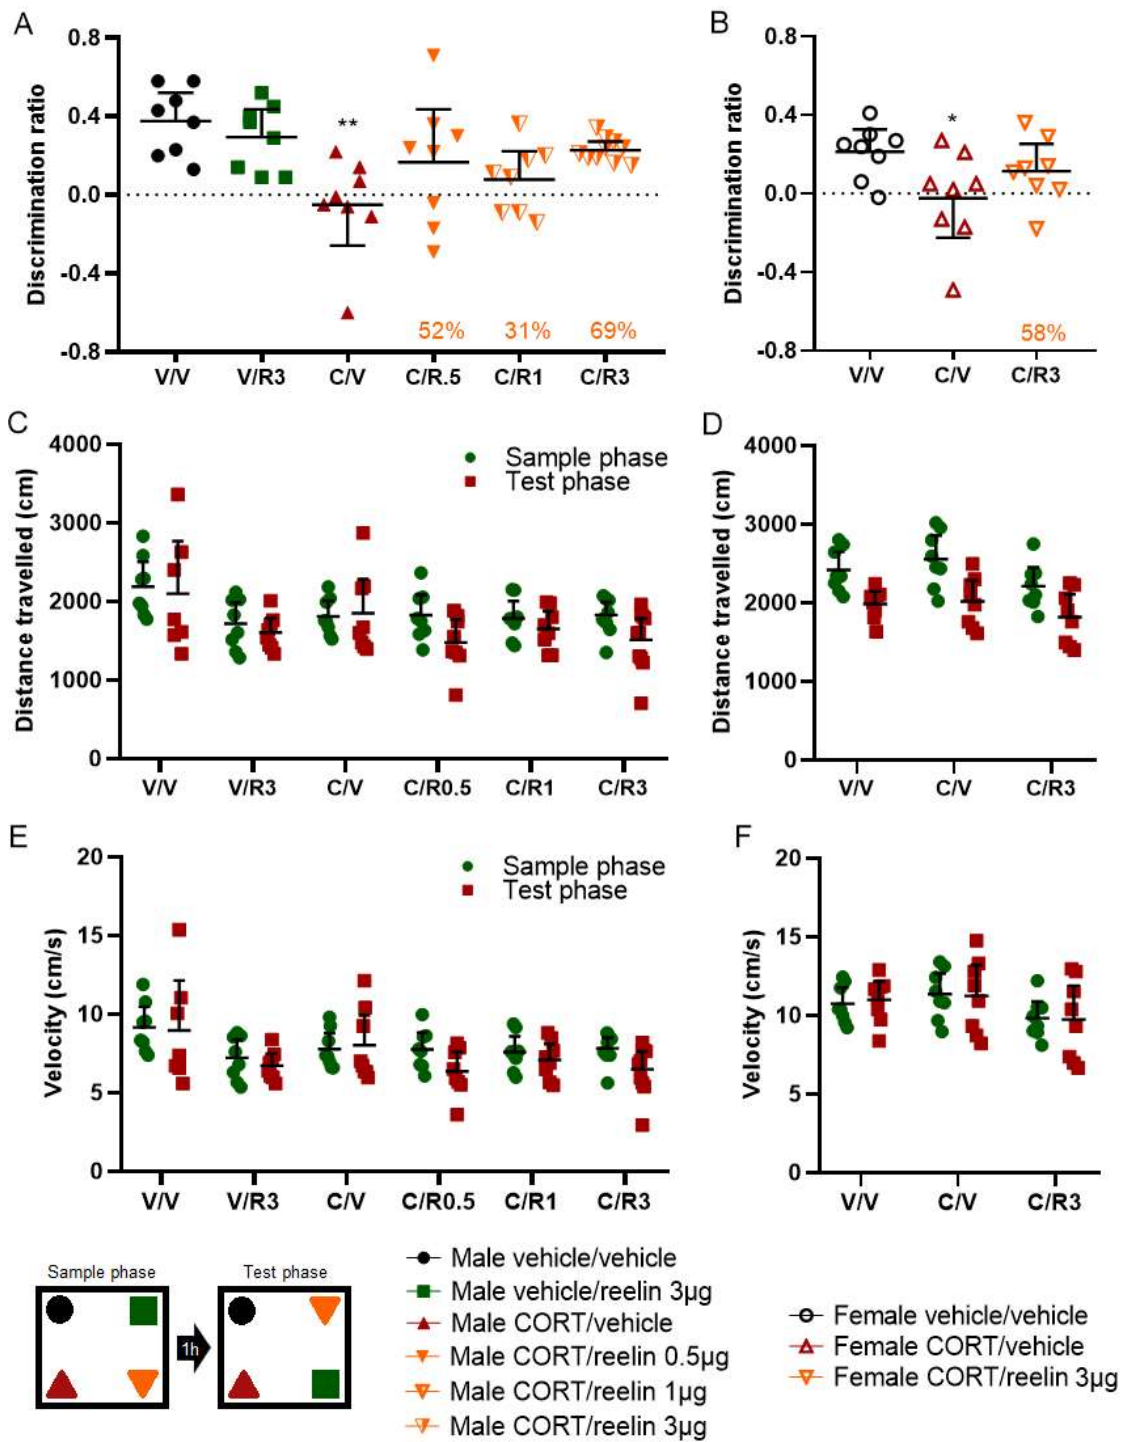 A
Discrimination ratio
0.8
0.4
0.0
-0.4
-0.8
**
52%
31%
69%
V/V
V/R3
C/V
C/R.5
C/R1
C/R3
B
Discrimination ratio
0.8
0.4
0.0
-0.4
-0.8
*
58%
V/V
C/V
C/R3
C
Distance travelled (cm)
4000
3000
2000
1000
0
Sample phase
Test phase
V/V
V/R3
C/V
C/R0.5
C/R1
C/R3
D
Distance travelled (cm)
4000
3000
2000
1000
0
V/V
C/V
C/R3
E
Velocity (cm/s)
20
15
10
5
0
Sample phase
Test phase
V/V
V/R3
C/V
C/R0.5
C/R1
C/R3
F
Velocity (cm/s)
20
15
10
5
0
V/V
C/V
C/R3
Sample phase
1h
Test phase
Male vehicle/vehicle
Male vehicle/reelin 3µg
Male CORT/vehicle
Male CORT/reelin 0.5µg
Male CORT/reelin 1µg
Male CORT/reelin 3µg
Female vehicle/vehicle
Female CORT/vehicle
Female CORT/reelin 3µg